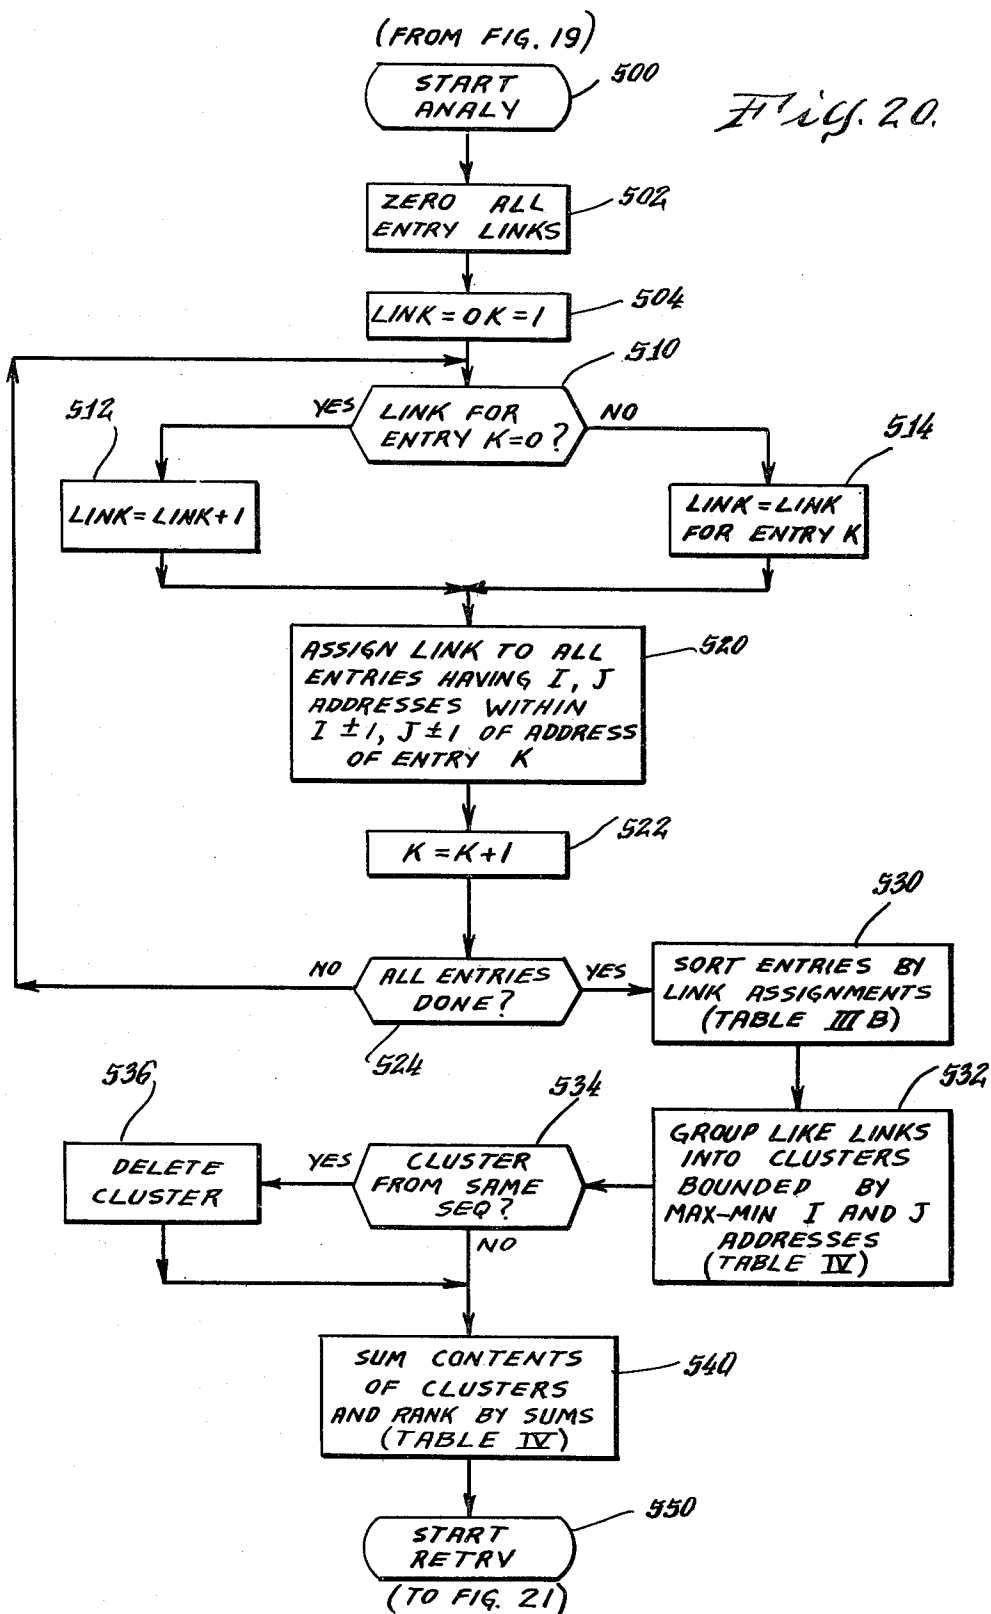 (FROM FIG. 19)
START
ANALY
500
Fig. 20.
ZERO ALL
ENTRY LINKS
502
LINK=0 K=1
504
510
LINK FOR
ENTRY K=0?
YES
NO
512
LINK=LINK+1
514
LINK=LINK
FOR ENTRY K
ASSIGN LINK TO ALL
ENTRIES HAVING I, J
ADDRESSES WITHIN
I ±1, J ±1 OF ADDRESS
OF ENTRY K
520
K=K+1
522
ALL ENTRIES
DONE?
NO
YES
524
530
SORT ENTRIES BY
LINK ASSIGNMENTS
(TABLE III B)
532
GROUP LIKE LINKS
INTO CLUSTERS
BOUNDED BY
MAX-MIN I AND J
ADDRESSES
(TABLE IV)
534
CLUSTER
FROM SAME
SEQ?
YES
NO
536
DELETE
CLUSTER
SUM CONTENTS
OF CLUSTERS
AND RANK BY SUMS
(TABLE IV)
540
START
RETRV
550
(TO FIG. 21)